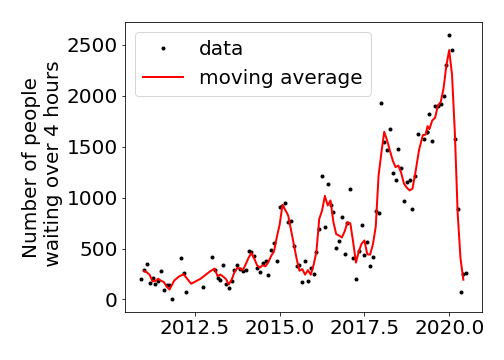 Number of people
waiting over 4 hours
2500
2000
1500
1000
500
0
data
moving average
2012.5
2015.0
2017.5
2020.0